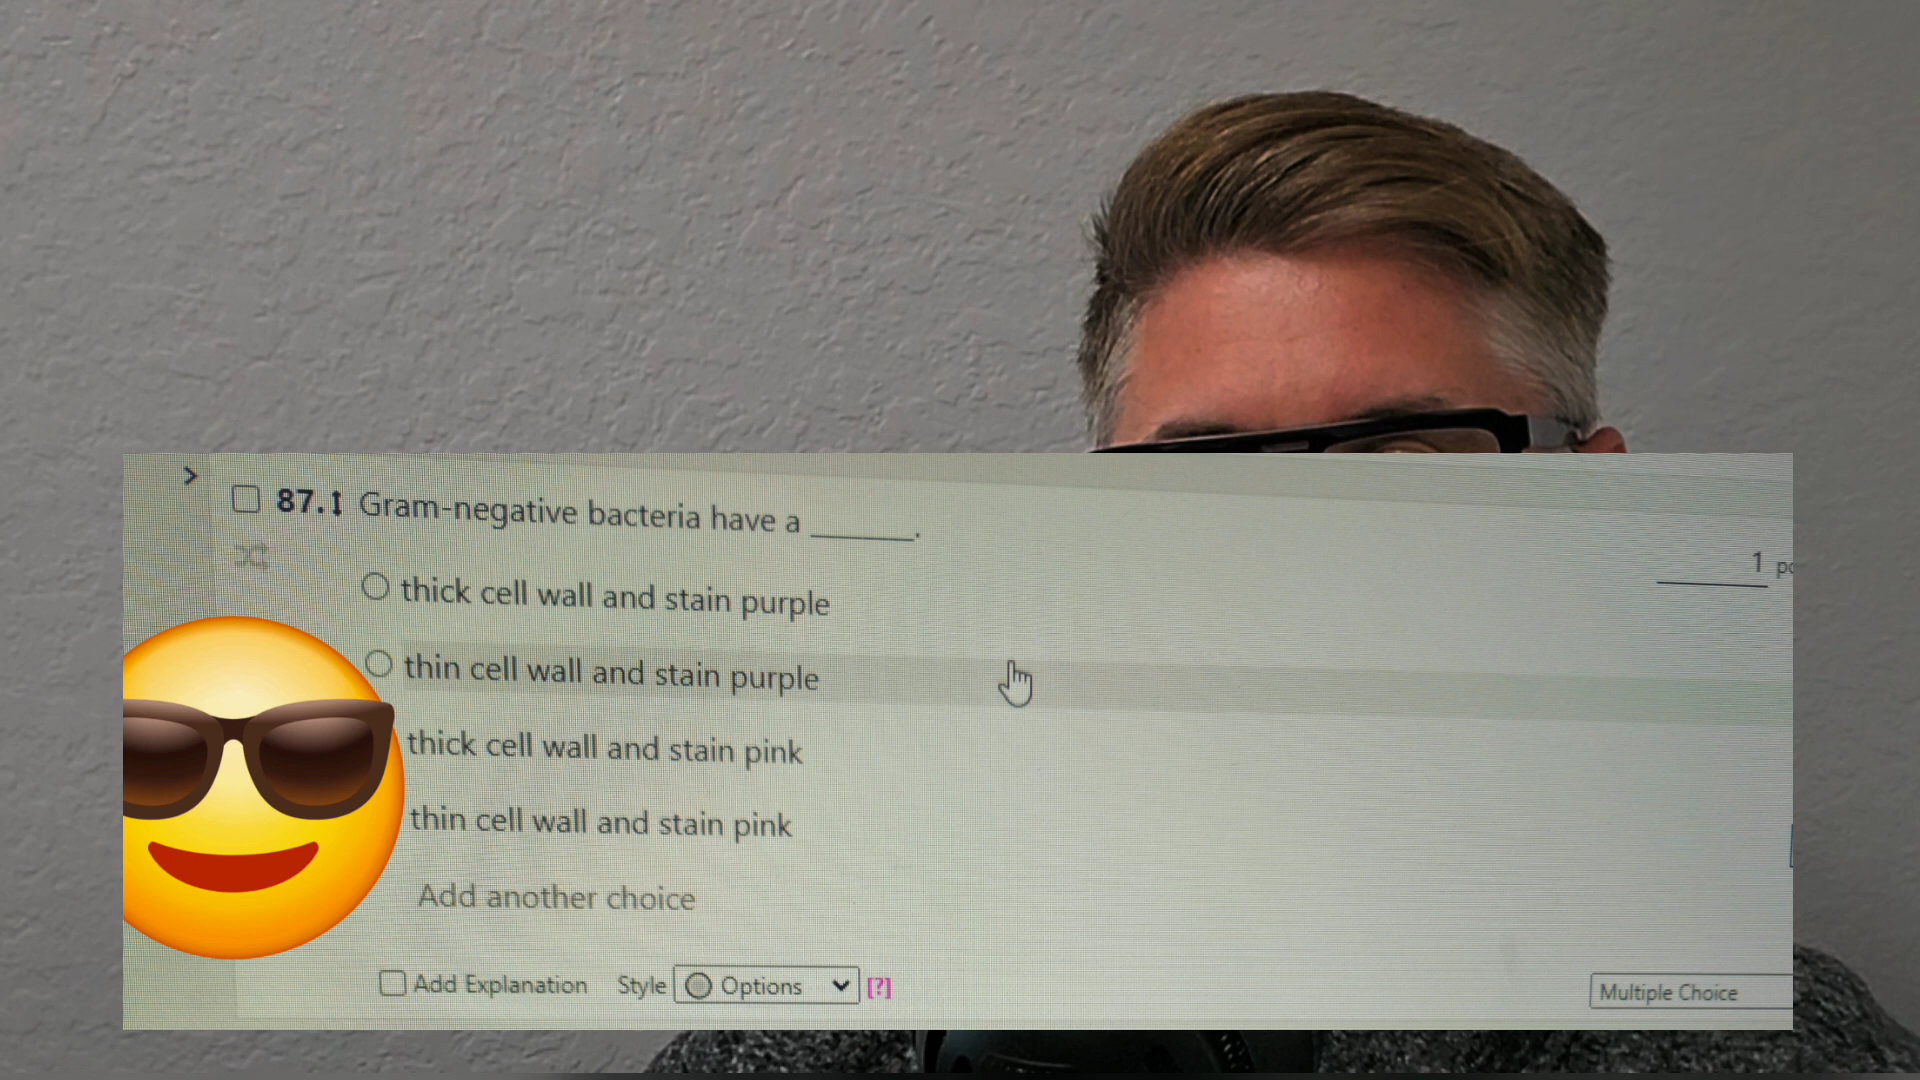 87. Gram-negative bacteria have a ______.
1
thick cell wall and stain purple
thin cell wall and stain purple
thick cell wall and stain pink
thin cell wall and stain pink
Add another choice
Add Explanation Style Options [?]
Multiple Choice